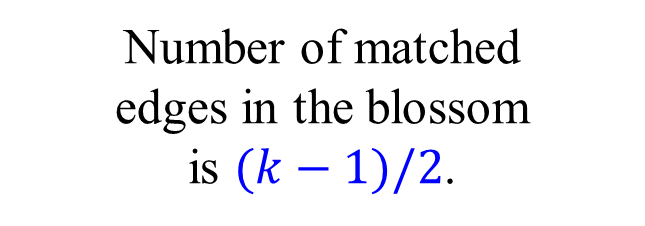 Number of matched
edges in the blossom
is (k − 1)/2.